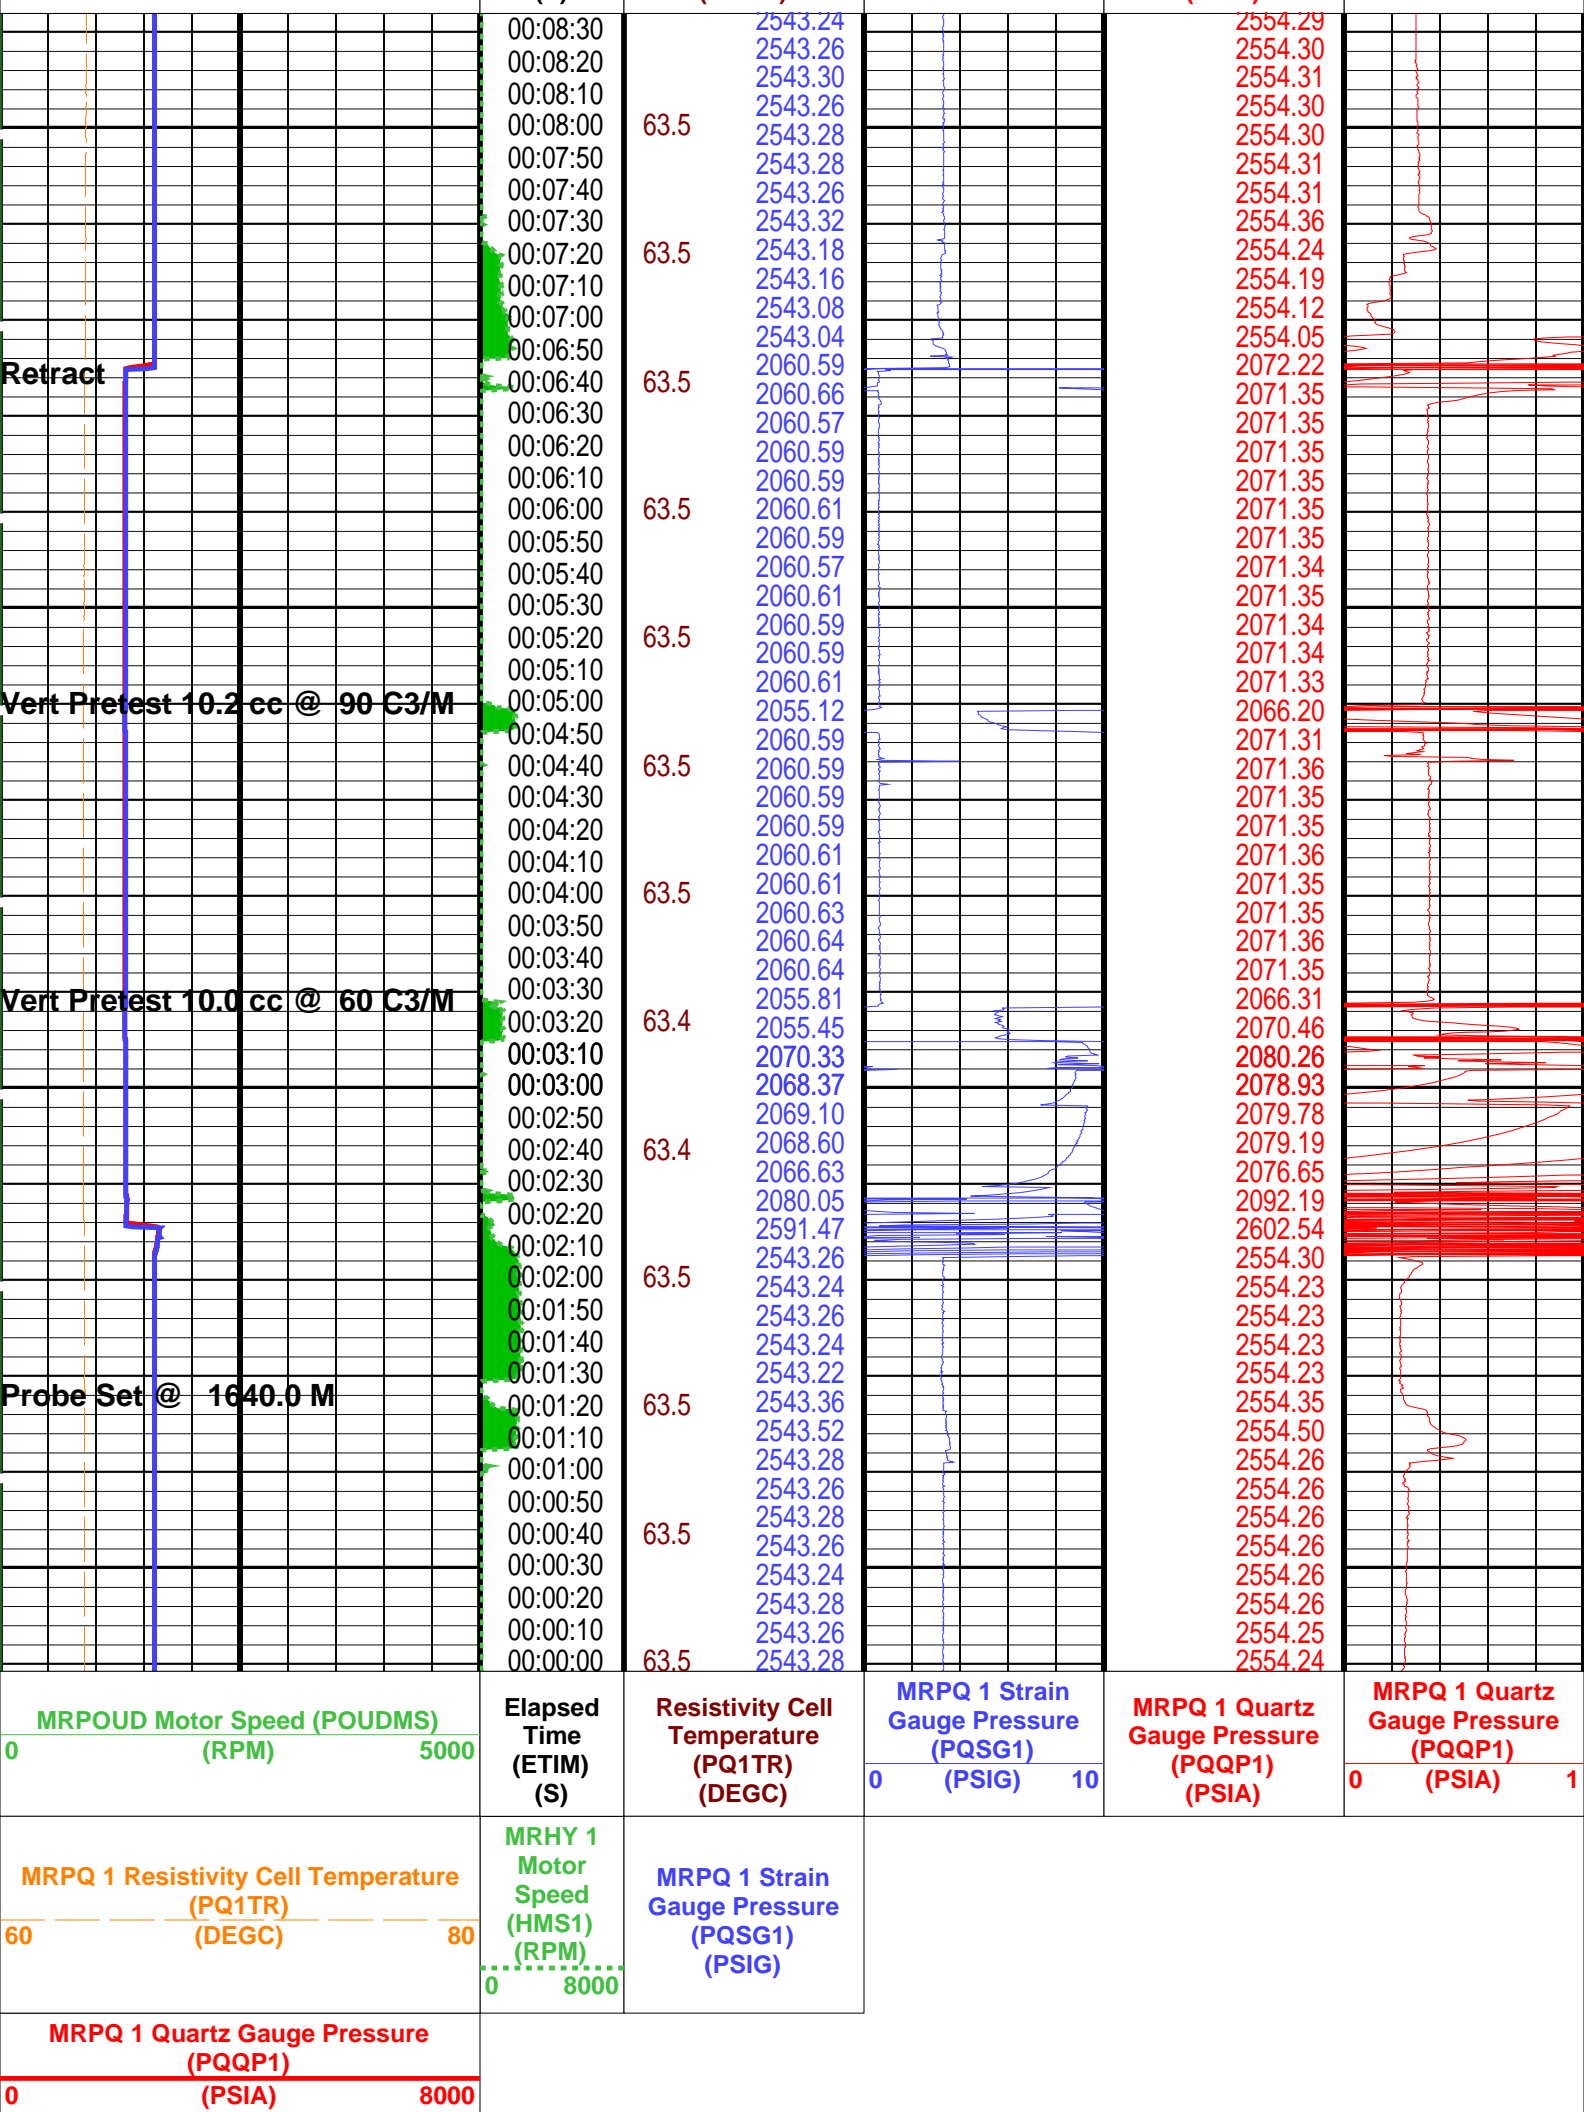 2543.24 2554.29
00:08:30 2543.26 2554.30
00:08:20 2543.30 2554.31
00:08:10 2543.26 2554.30
00:08:00 63.5 2543.28 2554.30
00:07:50 2543.28 2554.31
00:07:40 2543.26 2554.31
00:07:30 2543.32 2554.36
00:07:20 63.5 2543.18 2554.24
00:07:10 2543.16 2554.19
00:07:00 2543.08 2554.12
2543.04 2554.05
00:06:50 2060.59 2072.22
Retract 00:06:40 63.5 2060.66 2071.35
00:06:30 2060.57 2071.35
00:06:20 2060.59 2071.35
00:06:10 2060.59 2071.35
00:06:00 63.5 2060.61 2071.35
00:05:50 2060.59 2071.35
00:05:40 2060.57 2071.34
00:05:30 2060.61 2071.35
00:05:20 63.5 2060.59 2071.34
2060.59 2071.34
00:05:10 2060.61 2071.33
Vert Pretest 10.2 cc @ 90 C3/M 00:05:00 2055.12 2066.20
00:04:50 2060.59 2071.31
00:04:40 63.5 2060.59 2071.36
00:04:30 2060.59 2071.35
00:04:20 2060.59 2071.35
00:04:10 2060.61 2071.36
00:04:00 63.5 2060.61 2071.35
00:03:50 2060.63 2071.35
00:03:40 2060.64 2071.36
2060.64 2071.35
Vert Pretest 10.0 cc @ 60 C3/M 00:03:30 2055.81 2066.31
00:03:20 63.4 2055.45 2070.46
00:03:10 2070.33 2080.26
00:03:00 2068.37 2078.93
00:02:50 2069.10 2079.78
00:02:40 63.4 2068.60 2079.19
00:02:30 2066.63 2076.65
00:02:20 2080.05 2092.19
2591.47 2602.54
00:02:10 2543.26 2554.30
00:02:00 63.5 2543.24 2554.23
00:01:50 2543.26 2554.23
00:01:40 2543.24 2554.23
00:01:30 2543.22 2554.23
Probe Set @ 1640.0 M 00:01:20 63.5 2543.36 2554.35
00:01:10 2543.52 2554.50
00:01:00 2543.28 2554.26
2543.26 2554.26
00:00:50 2543.28 2554.26
00:00:40 63.5 2543.26 2554.26
00:00:30 2543.24 2554.26
00:00:20 2543.28 2554.26
00:00:10 2543.26 2554.25
00:00:00 63.5 2543.28 2554.24
MRPOUD Motor Speed (POUDMS)
0 (RPM) 5000
Elapsed
Time
(ETIM)
(S)
Resistivity Cell
Temperature
(PQ1TR)
(DEGC)
MRPQ 1 Strain
Gauge Pressure
(PQSG1)
0 (PSIG) 10
MRPQ 1 Quartz
Gauge Pressure
(PQQP1)
(PSIA)
MRPQ 1 Quartz
Gauge Pressure
(PQQP1)
0 (PSIA) 1
MRPQ 1 Resistivity Cell Temperature
(PQ1TR)
60 (DEGC) 80
MRHY 1
Motor
Speed
(HMS1)
(RPM)
0 8000
MRPQ 1 Strain
Gauge Pressure
(PQSG1)
(PSIG)
MRPQ 1 Quartz Gauge Pressure
(PQQP1)
0 (PSIA) 8000